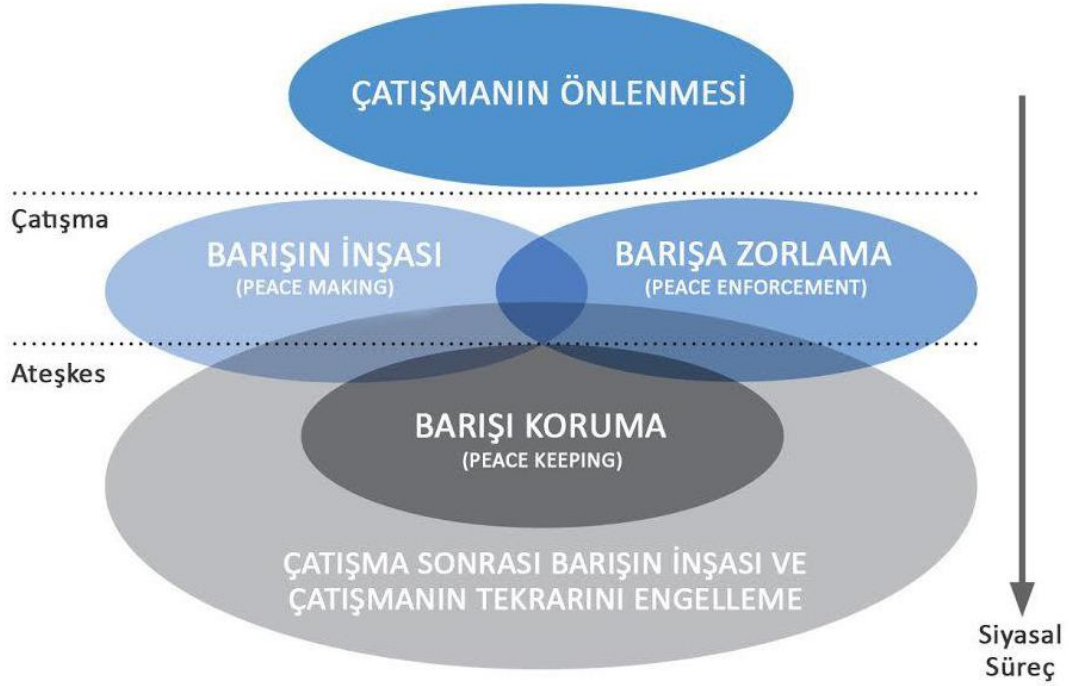 ÇATIŞMANIN ÖNLENMESİ
Çatışma
BARIŞIN İNŞASI
(PEACE MAKING)
BARIŞA ZORLAMA
(PEACE ENFORCEMENT)
Ateşkes
BARIŞI KORUMA
(PEACE KEEPING)
ÇATIŞMA SONRASI BARIŞIN İNŞASI VE
ÇATIŞMANIN TEKRARINI ENGELLEME
Siyasal
Süreç